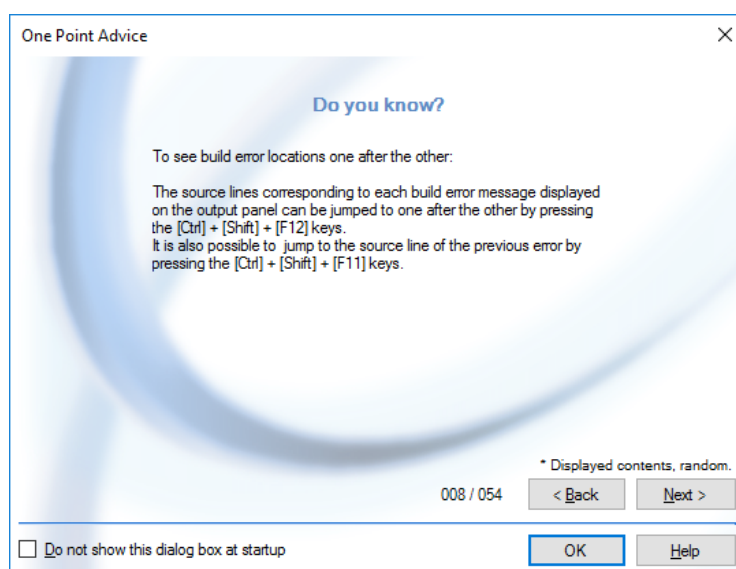 One Point Advice
Do you know?
To see build error locations one after the other:
The source lines corresponding to each build error message displayed
on the output panel can be jumped to one after the other by pressing
the [Ctrl] + [Shift] + [F12] keys.
It is also possible to  jump to the source line of the previous error by
pressing the [Ctrl] + [Shift] + [F11] keys.
* Displayed contents, random.
008 / 054
< Back
Next >
Do not show this dialog box at startup
OK
Help